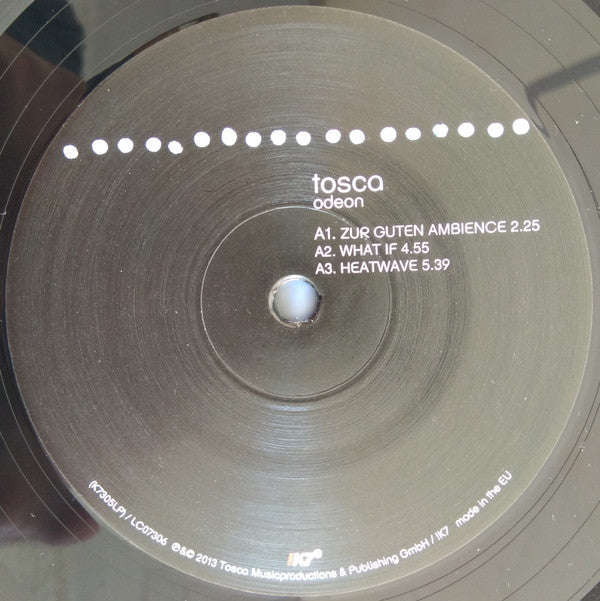 tosca
odeon
A1. ZUR GUTEN AMBIENCE 2.25
A2. WHAT IF 4.55
A3. HEATWAVE 5.39
!K7®
(K7305LP) / LC07306 ℗&© 2013 Tosca Musicproductions & Publishing GmbH / !K7 made in the EU